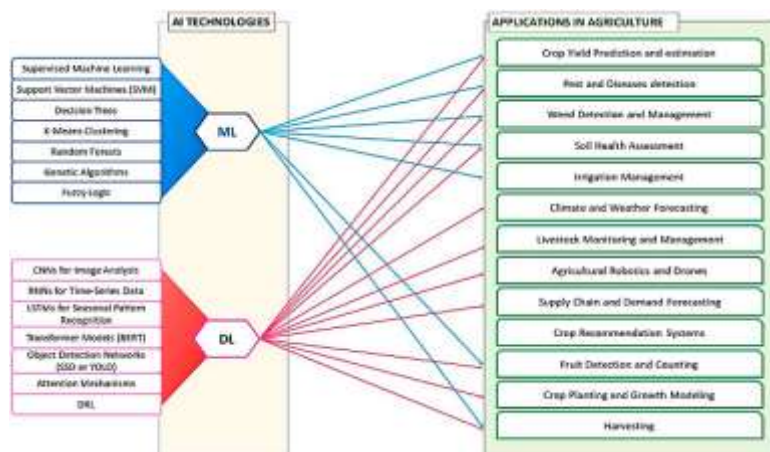 AI TECHNOLOGIES
APPLICATIONS IN AGRICULTURE
Supervised Machine Learning
Support Vector Machines (SVM)
Decision Trees
K-Means Clustering
Random Forests
Genetic Algorithms
Fuzzy Logic
ML
CNNs for Image Analysis
RNNs for Time-Series Data
LSTMs for Seasonal Pattern
Recognition
Transformer Models (BERT)
Object Detection Networks
(SSD or YOLO)
Attention Mechanisms
DRL
DL
Crop Yield Prediction and estimation
Pest and Diseases detection
Weed Detection and Management
Soil Health Assessment
Irrigation Management
Climate and Weather Forecasting
Livestock Monitoring and Management
Agricultural Robotics and Drones
Supply Chain and Demand Forecasting
Crop Recommendation Systems
Fruit Detection and Counting
Crop Planting and Growth Modeling
Harvesting